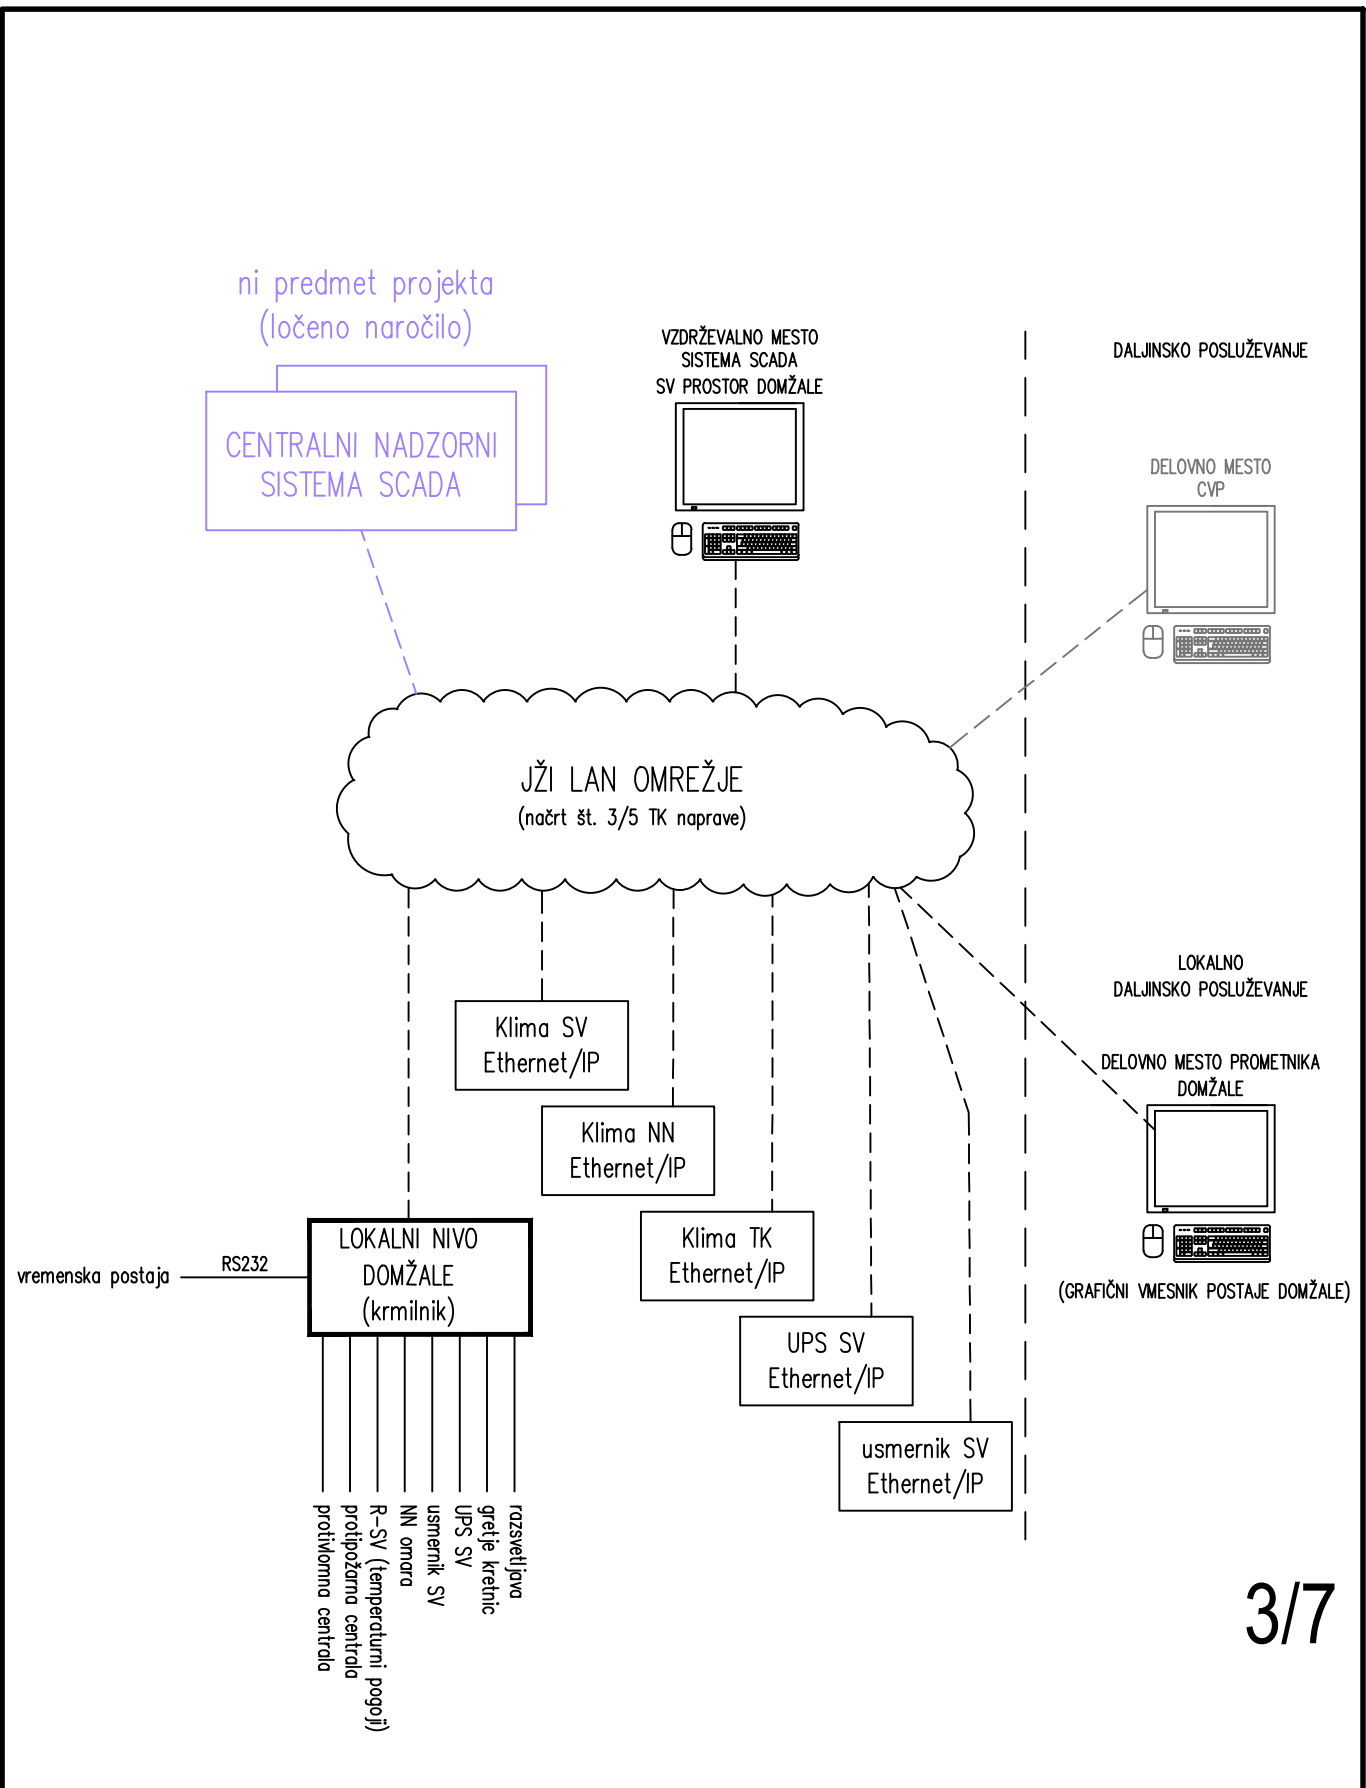 ni predmet projekta
(ločeno naročilo)
CENTRALNI NADZORNI
SISTEMA SCADA
VZDRŽEVALNO MESTO
SISTEMA SCADA
SV PROSTOR DOMŽALE
DALJINSKO POSLUŽEVANJE
DELOVNO MESTO
CVP
JŽI LAN OMREŽJE
(načrt št. 3/5 TK naprave)
LOKALNO
DALJINSKO POSLUŽEVANJE
DELOVNO MESTO PROMETNIKA
DOMŽALE
(GRAFIČNI VMESNIK POSTAJE DOMŽALE)
Klima SV
Ethernet/IP
Klima NN
Ethernet/IP
Klima TK
Ethernet/IP
UPS SV
Ethernet/IP
usmernik SV
Ethernet/IP
vremenska postaja
RS232
LOKALNI NIVO
DOMŽALE
(krmilnik)
protivlomna centrala
protipožarna centrala
R-SV (temperaturni pogoji)
NN omara
usmernik SV
UPS SV
gretje kretnic
razsvetljava
3/7